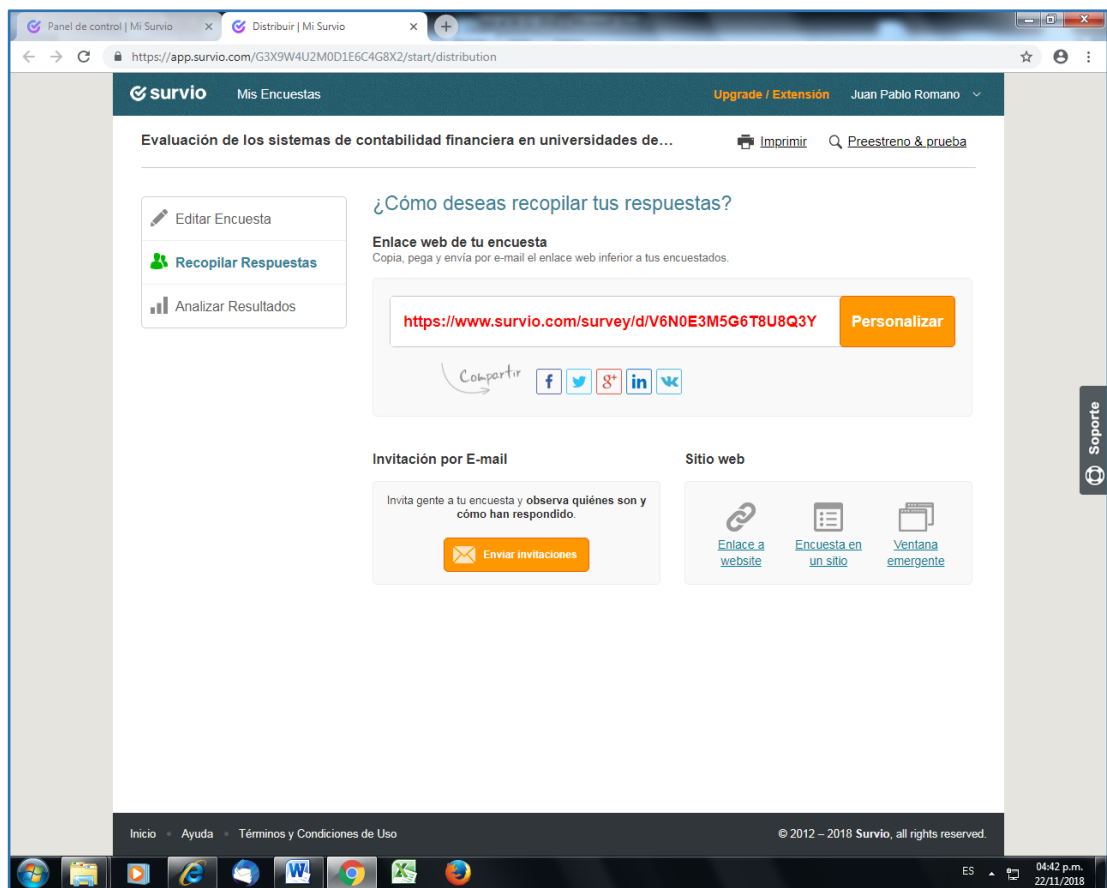 Panel de control | Mi Survio
Distribuir | Mi Survio
https://app.survio.com/G3X9W4U2M0D1E6C4G8X2/start/distribution
survio
Mis Encuestas
Upgrade / Extensión
Juan Pablo Romano
Evaluación de los sistemas de contabilidad financiera en universidades de…
Imprimir
Preestreno & prueba
Editar Encuesta
Recopilar Respuestas
Analizar Resultados
¿Cómo deseas recopilar tus respuestas?
Enlace web de tu encuesta
Copia, pega y envía por e-mail el enlace web inferior a tus encuestados.
https://www.survio.com/survey/d/V6N0E3M5G6T8U8Q3Y
Personalizar
Compartir
f
g+
in
Invitación por E-mail
Invita gente a tu encuesta y observa quiénes son y
cómo han respondido.
Enviar invitaciones
Sitio web
Enlace a
website
Encuesta en
un sitio
Ventana
emergente
Soporte
Inicio
Ayuda
Términos y Condiciones de Uso
© 2012 – 2018 Survio, all rights reserved.
ES
04:42 p.m.
22/11/2018